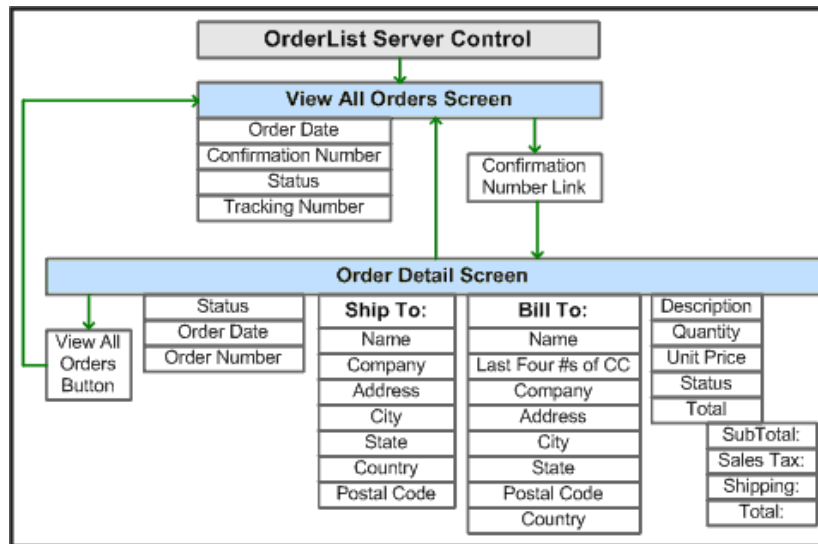 OrderList Server Control
View All Orders Screen
Order Date
Confirmation Number
Status
Tracking Number
Confirmation
Number Link
Order Detail Screen
View All
Orders
Button
Status
Order Date
Order Number
Ship To:
Name
Company
Address
City
State
Country
Postal Code
Bill To:
Name
Last Four #s of CC
Company
Address
City
State
Postal Code
Country
Description
Quantity
Unit Price
Status
Total
SubTotal:
Sales Tax:
Shipping:
Total: